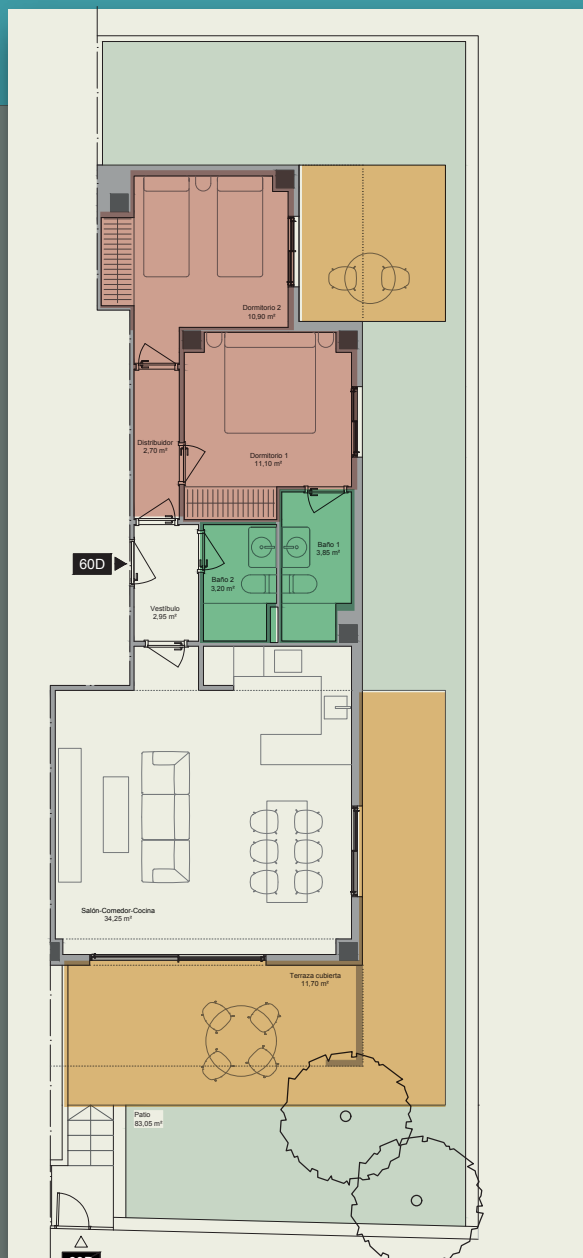 Dormitorio 2
10,90 m²
Distribuidor
2,70 m²
Dormitorio 1
11,10 m²
Baño 1
3,85 m²
60D
Baño 2
3,20 m²
Vestíbulo
2,95 m²
Salón-Comedor-Cocina
34,25 m²
Terraza cubierta
11,70 m²
Patio
83,05 m²